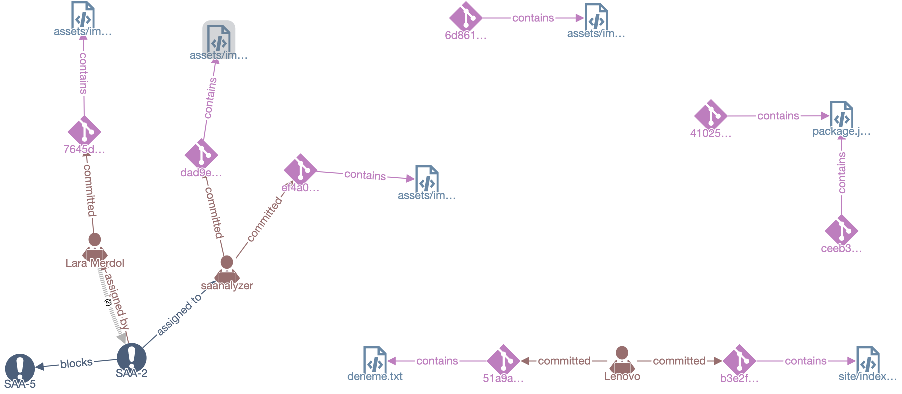 assets/im…
assets/im…
6d861…
contains
assets/im…
contains
contains
7645d…
dad9e…
ef4a0…
contains
assets/im…
41025…
contains
package.j…
contains
ceeb3…
committed
committed
committed
Lara Merdol
saanalyzer
assigned by
assigned to
SAA-5
blocks
SAA-2
deneme.txt
contains
51a9a…
committed
Lenovo
committed
b3e2f…
contains
site/index…